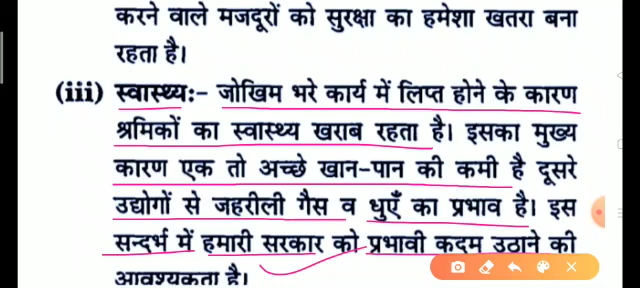 करने वाले मजदूरों को सुरक्षा का हमेशा खतरा बना
रहता है।
(iii) स्वास्थ्यः- जोखिम भरे कार्य में लिप्त होने के कारण
श्रमिकों का स्वास्थ्य खराब रहता है। इसका मुख्य
कारण एक तो अच्छे खान-पान की कमी है दूसरे
उद्योगों से जहरीली गैस व धुएँ का प्रभाव है। इस
सन्दर्भ में हमारी सरकार को प्रभावी कदम उठाने की
आवश्यकता है।